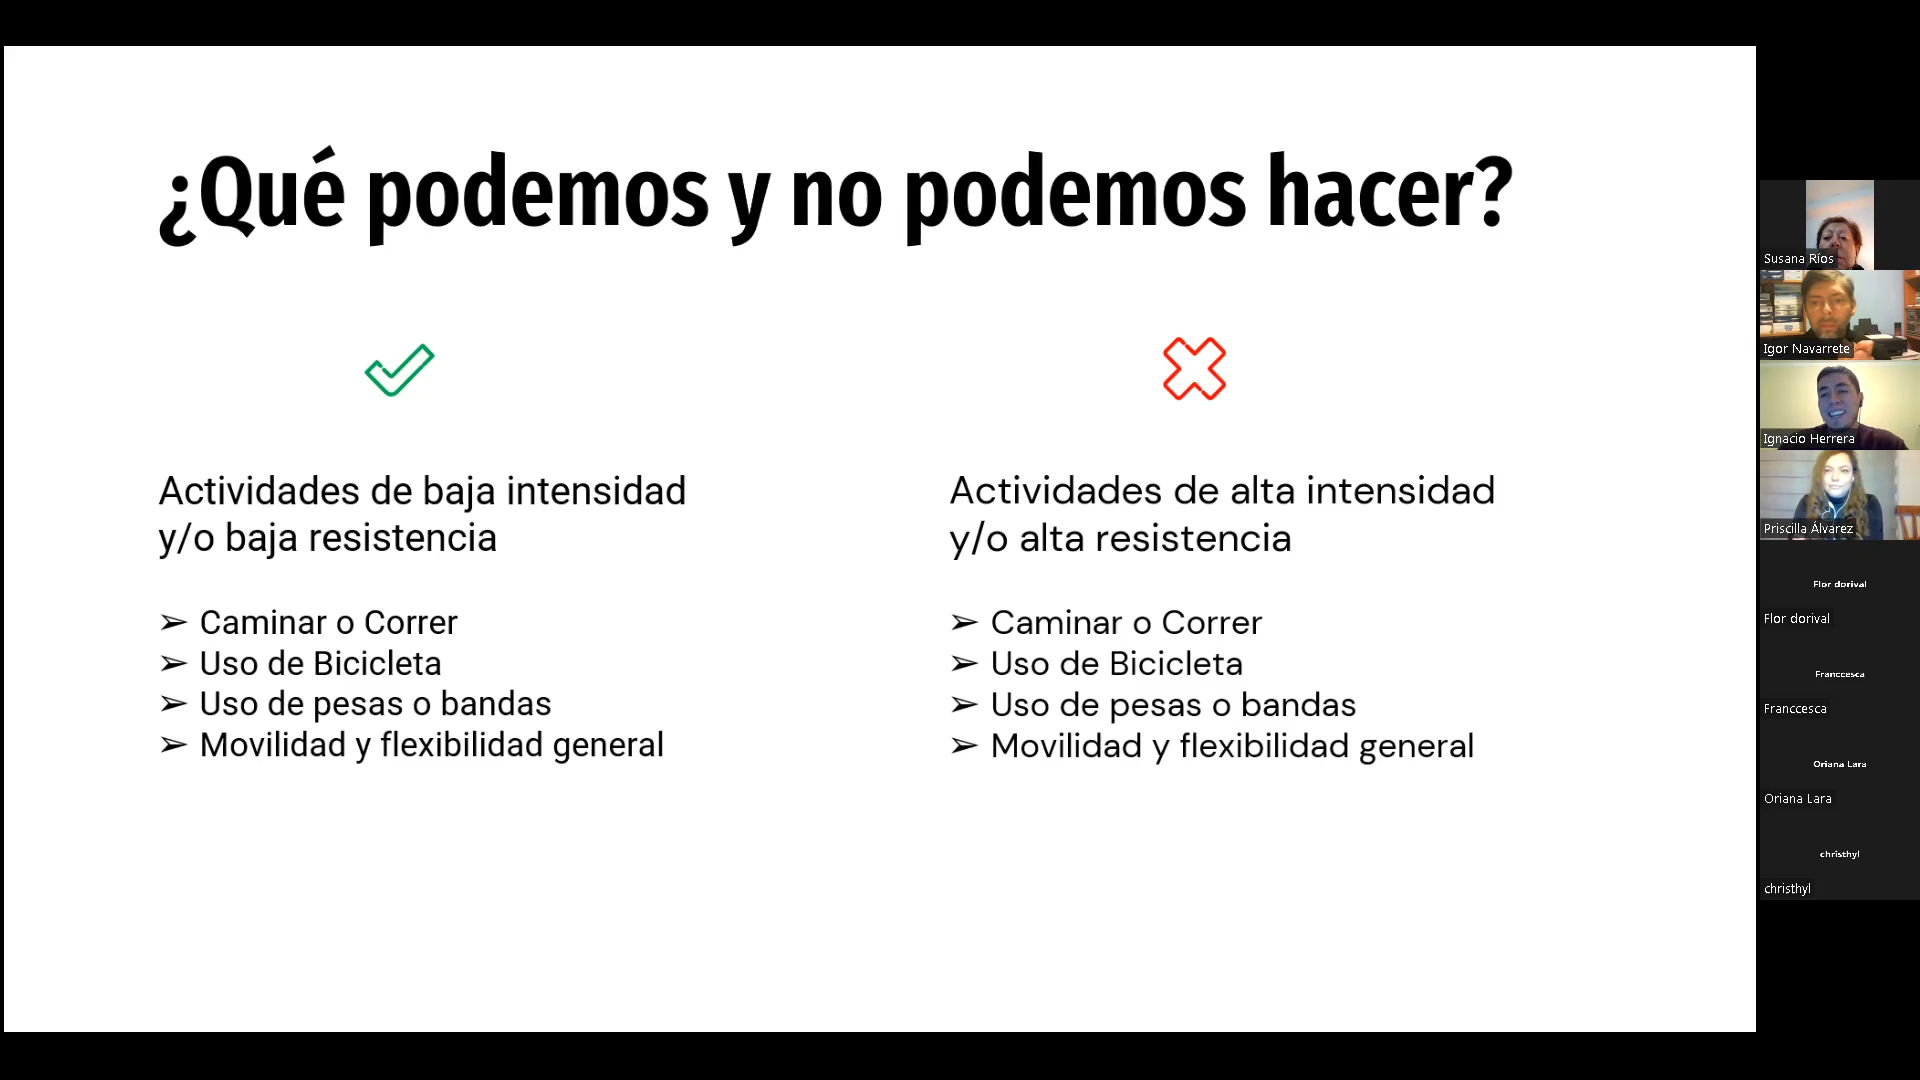 ¿Qué podemos y no podemos hacer?
Actividades de baja intensidad
y/o baja resistencia
➢ Caminar o Correr
➢ Uso de Bicicleta
➢ Uso de pesas o bandas
➢ Movilidad y flexibilidad general
Actividades de alta intensidad
y/o alta resistencia
➢ Caminar o Correr
➢ Uso de Bicicleta
➢ Uso de pesas o bandas
➢ Movilidad y flexibilidad general
Susana Ríos
Igor Navarrete
Ignacio Herrera
Priscilla Álvarez
Flor dorival
Flor dorival
Franccesca
Franccesca
Oriana Lara
Oriana Lara
christhyl
christhyl